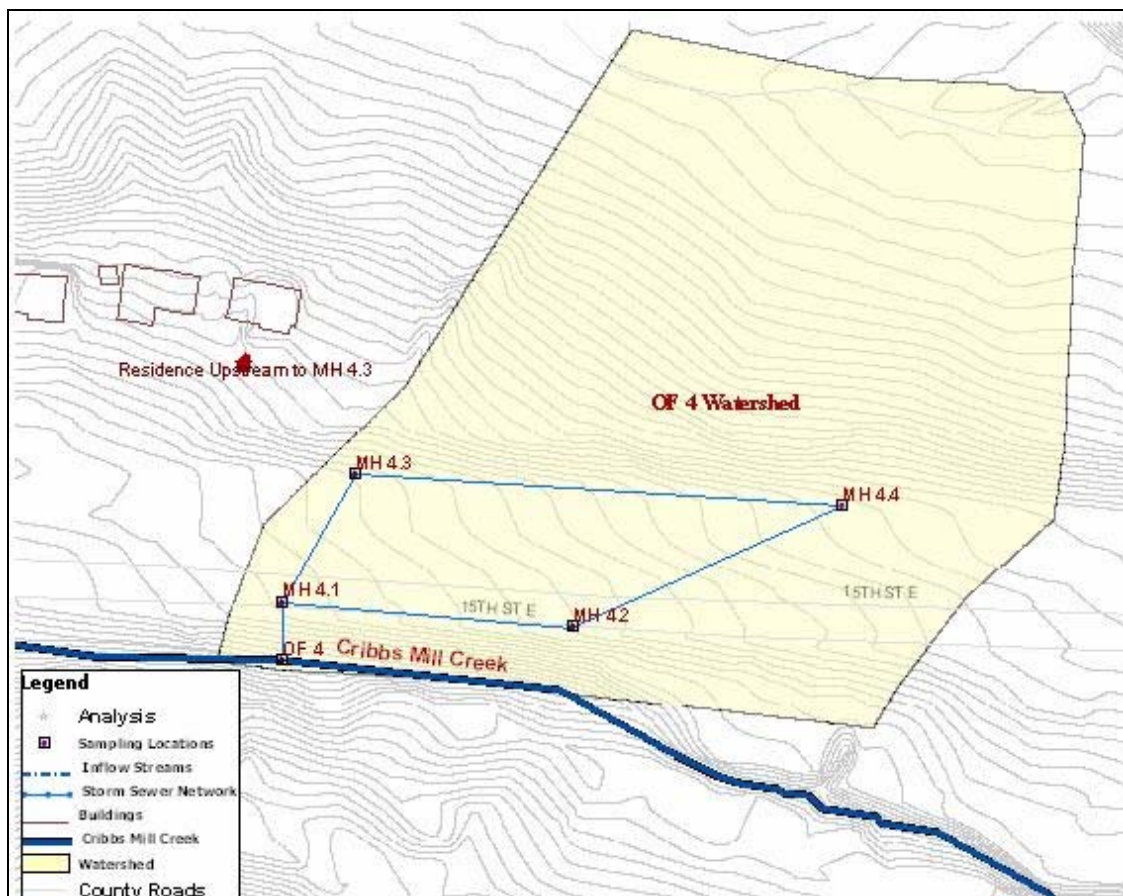 Residence Upstream to MH 4.3
OF 4 Watershed
MH 4.3
MH 4.4
MH 4.1
15TH ST E
MH 4.2
15TH ST E
OF 4
Cribbs Mill Creek
Legend
Analysis
Sampling Locations
Inflow Streams
Storm Sewer Network
Buildings
Cribbs Mill Creek
Watershed
County Roads